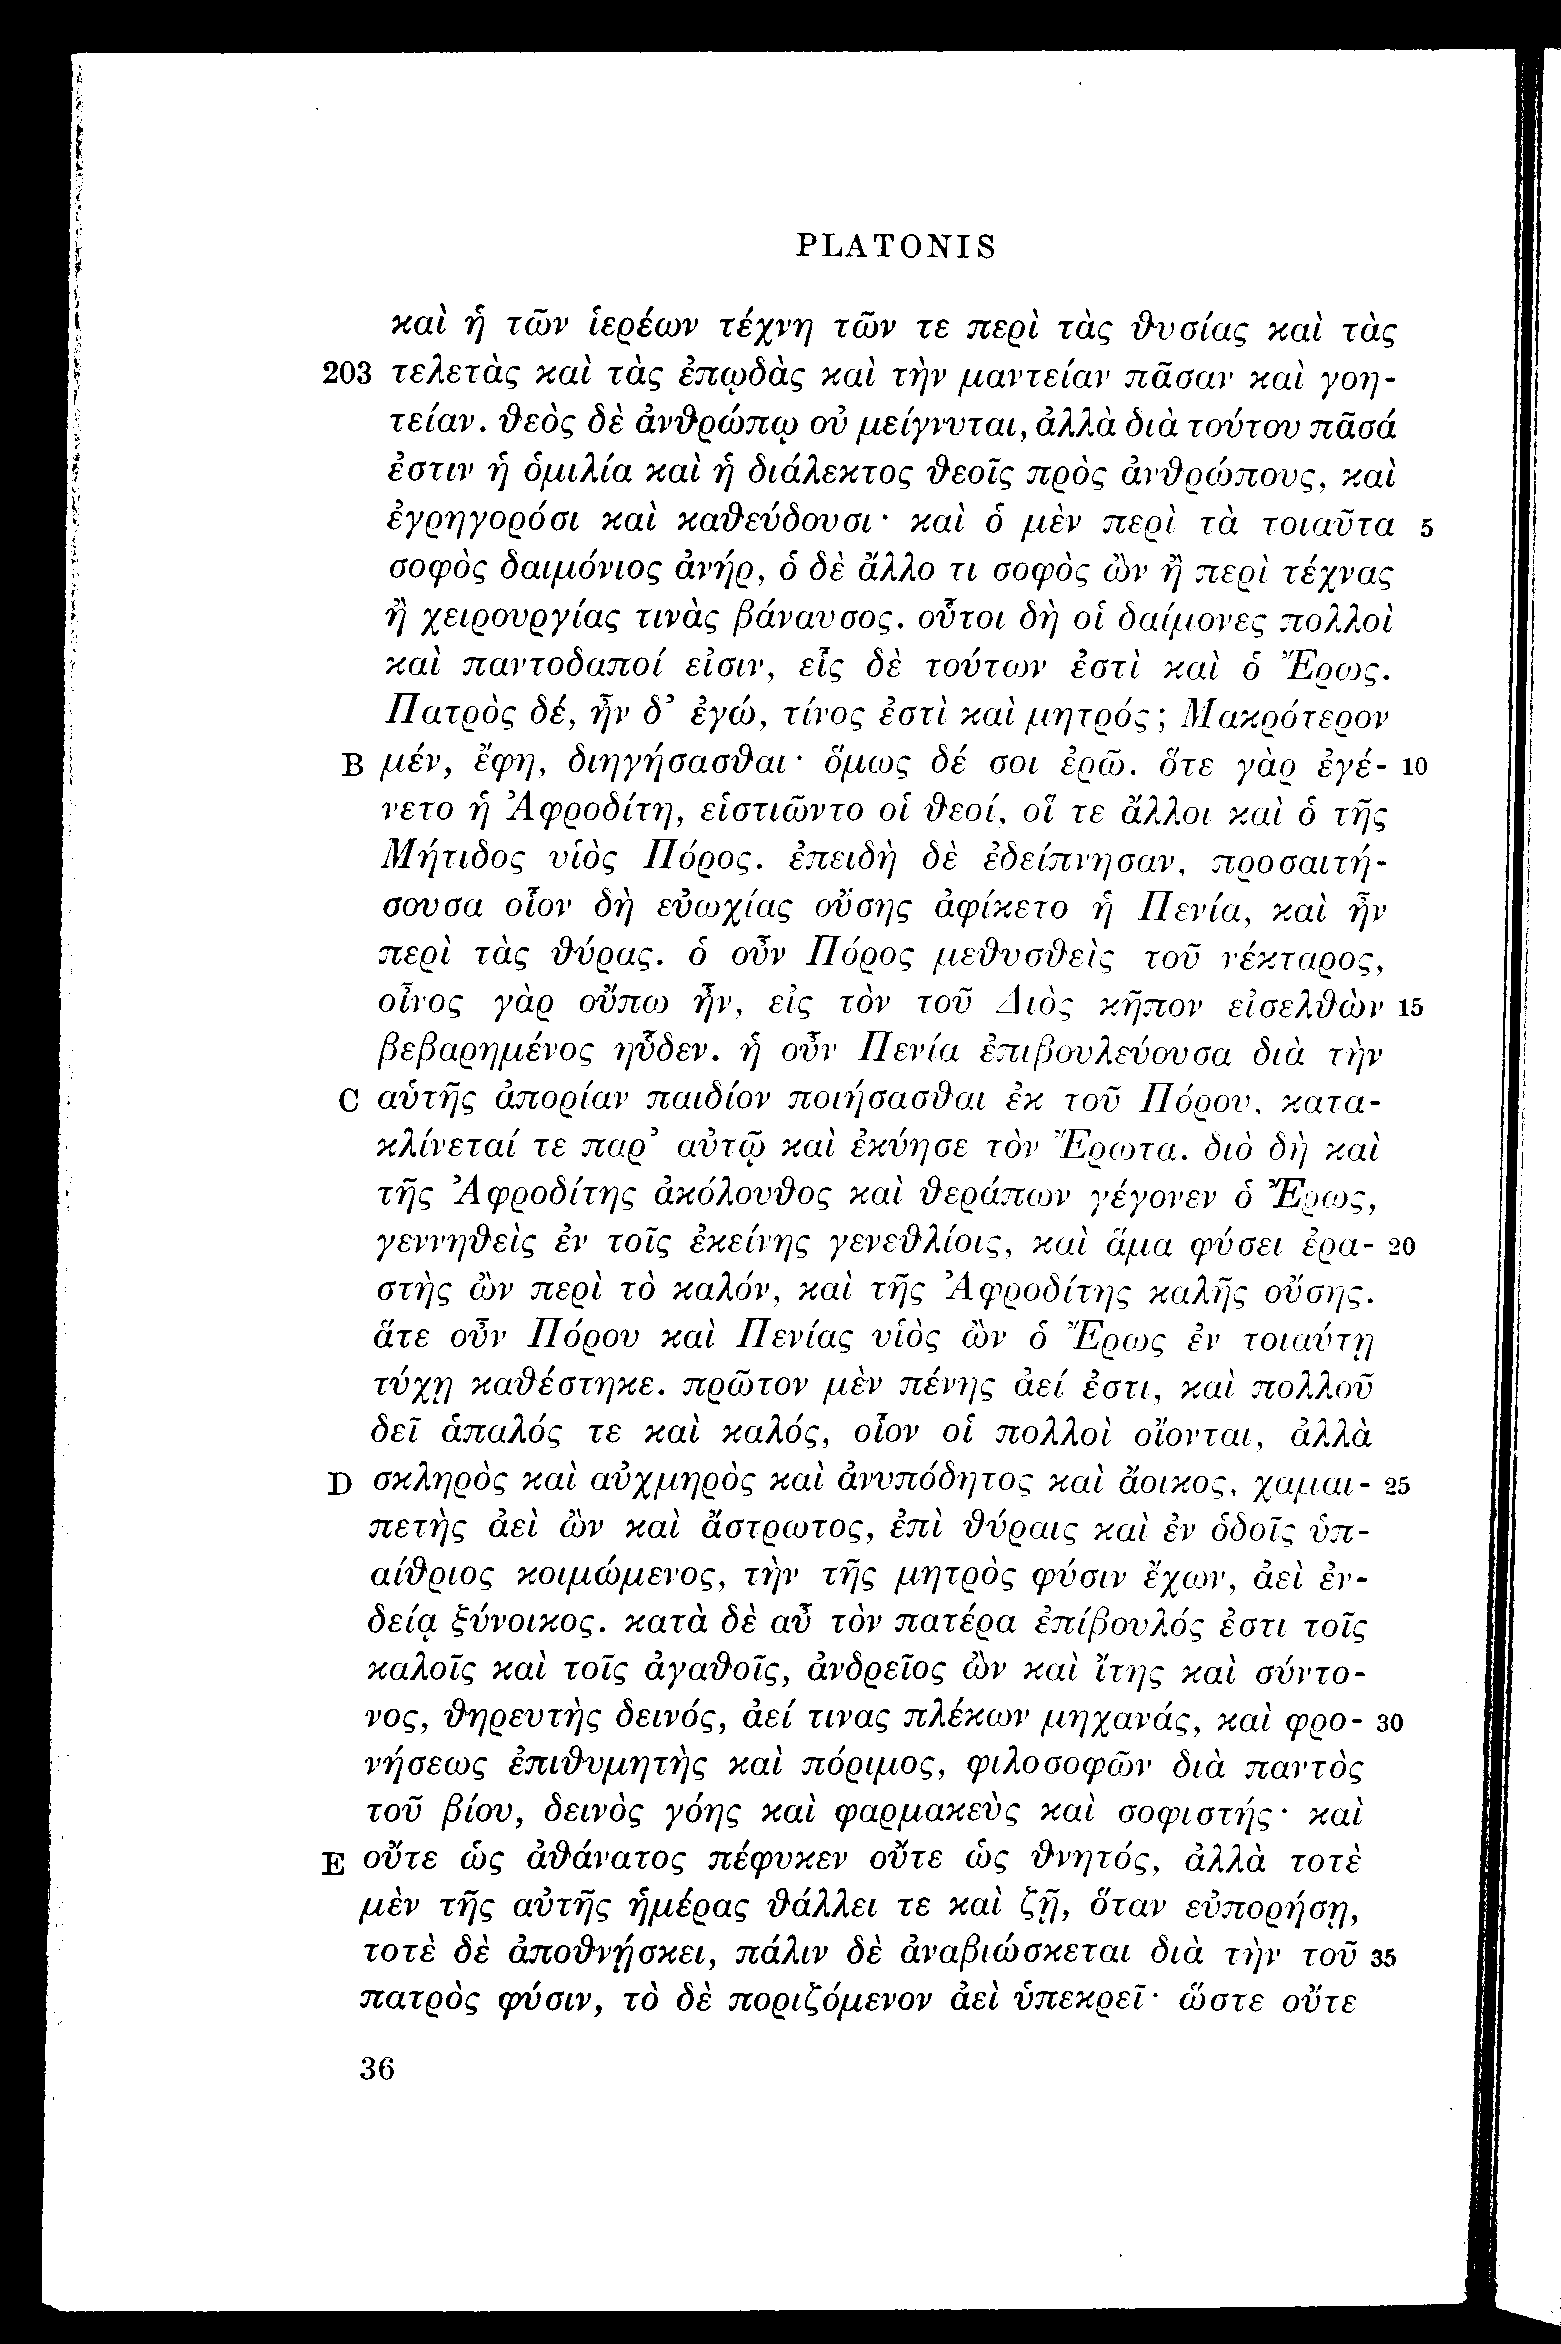 PLATONIS
καὶ ἡ τῶν ἱερέων τέχνη τῶν τε περὶ τὰς θυσίας καὶ τὰς
203 τελετὰς καὶ τὰς ἐπῳδὰς καὶ τὴν μαντείαν πᾶσαν καὶ γοη-
τείαν. θεὸς δὲ ἀνθρώπῳ οὐ μείγνυται, ἀλλὰ διὰ τούτου πᾶσά
ἐστιν ἡ ὁμιλία καὶ ἡ διάλεκτος θεοῖς πρὸς ἀνθρώπους, καὶ
ἐγρηγορόσι καὶ καθεύδουσι· καὶ ὁ μὲν περὶ τὰ τοιαῦτα 5
σοφὸς δαιμόνιος ἀνήρ, ὁ δὲ ἄλλο τι σοφὸς ὢν ἢ περὶ τέχνας
ἢ χειρουργίας τινὰς βάναυσος. οὗτοι δὴ οἱ δαίμονες πολλοὶ
καὶ παντοδαποί εἰσιν, εἷς δὲ τούτων ἐστὶ καὶ ὁ Ἔρως.
Πατρὸς δέ, ἦν δ’ ἐγώ, τίνος ἐστὶ καὶ μητρός; Μακρότερον
B μέν, ἔφη, διηγήσασθαι· ὅμως δέ σοι ἐρῶ. ὅτε γὰρ ἐγέ- 10
νετο ἡ Ἀφροδίτη, εἱστιῶντο οἱ θεοί, οἵ τε ἄλλοι καὶ ὁ τῆς
Μήτιδος υἱὸς Πόρος. ἐπειδὴ δὲ ἐδείπνησαν, προσαιτή-
σουσα οἷον δὴ εὐωχίας οὔσης ἀφίκετο ἡ Πενία, καὶ ἦν
περὶ τὰς θύρας. ὁ οὖν Πόρος μεθυσθεὶς τοῦ νέκταρος,
οἶνος γὰρ οὔπω ἦν, εἰς τὸν τοῦ Διὸς κῆπον εἰσελθὼν 15
βεβαρημένος ηὗδεν. ἡ οὖν Πενία ἐπιβουλεύουσα διὰ τὴν
C αὑτῆς ἀπορίαν παιδίον ποιήσασθαι ἐκ τοῦ Πόρου, κατα-
κλίνεταί τε παρ’ αὐτῷ καὶ ἐκύησε τὸν Ἔρωτα. διὸ δὴ καὶ
τῆς Ἀφροδίτης ἀκόλουθος καὶ θεράπων γέγονεν ὁ Ἔρως,
γεννηθεὶς ἐν τοῖς ἐκείνης γενεθλίοις, καὶ ἅμα φύσει ἐρα- 20
στὴς ὢν περὶ τὸ καλόν, καὶ τῆς Ἀφροδίτης καλῆς οὔσης.
ἅτε οὖν Πόρου καὶ Πενίας υἱὸς ὢν ὁ Ἔρως ἐν τοιαύτῃ
τύχῃ καθέστηκε. πρῶτον μὲν πένης ἀεί ἐστι, καὶ πολλοῦ
δεῖ ἁπαλός τε καὶ καλός, οἷον οἱ πολλοὶ οἴονται, ἀλλὰ
D σκληρὸς καὶ αὐχμηρὸς καὶ ἀνυπόδητος καὶ ἄοικος, χαμαι- 25
πετὴς ἀεὶ ὢν καὶ ἄστρωτος, ἐπὶ θύραις καὶ ἐν ὁδοῖς ὑπ-
αίθριος κοιμώμενος, τὴν τῆς μητρὸς φύσιν ἔχων, ἀεὶ ἐν-
δείᾳ ξύνοικος. κατὰ δὲ αὖ τὸν πατέρα ἐπίβουλός ἐστι τοῖς
καλοῖς καὶ τοῖς ἀγαθοῖς, ἀνδρεῖος ὢν καὶ ἴτης καὶ σύντο-
νος, θηρευτὴς δεινός, ἀεί τινας πλέκων μηχανάς, καὶ φρο- 30
νήσεως ἐπιθυμητὴς καὶ πόριμος, φιλοσοφῶν διὰ παντὸς
τοῦ βίου, δεινὸς γόης καὶ φαρμακεὺς καὶ σοφιστής· καὶ
E οὔτε ὡς ἀθάνατος πέφυκεν οὔτε ὡς θνητός, ἀλλὰ τοτὲ
μὲν τῆς αὐτῆς ἡμέρας θάλλει τε καὶ ζῇ, ὅταν εὐπορήσῃ,
τοτὲ δὲ ἀποθνῄσκει, πάλιν δὲ ἀναβιώσκεται διὰ τὴν τοῦ 35
πατρὸς φύσιν, τὸ δὲ ποριζόμενον ἀεὶ ὑπεκρεῖ· ὥστε οὔτε
36